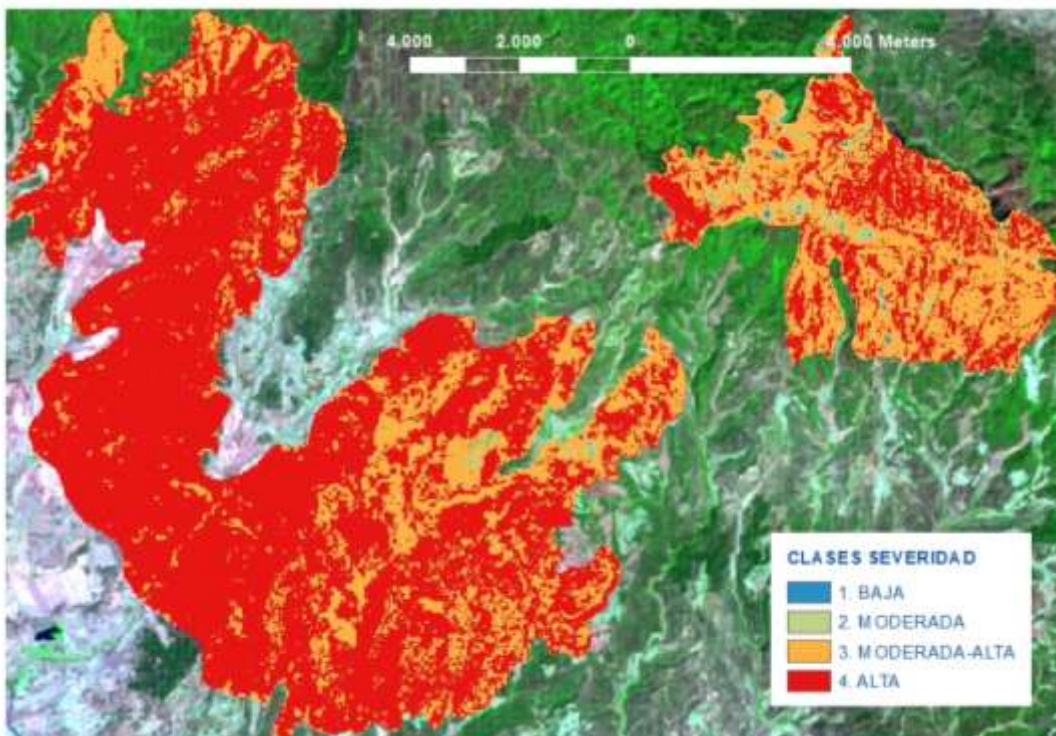 4.000 2.000 0 4.000 Meters
CLASES SEVERIDAD
1. BAJA
2. MODERADA
3. MODERADA-ALTA
4. ALTA